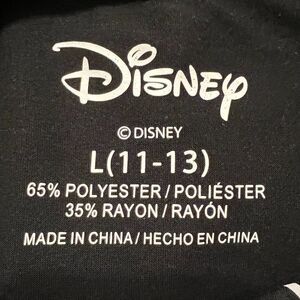 Disney
© DISNEY
L(11-13)
65% POLYESTER / POLIÉSTER
35% RAYON / RAYÓN
MADE IN CHINA / HECHO EN CHINA